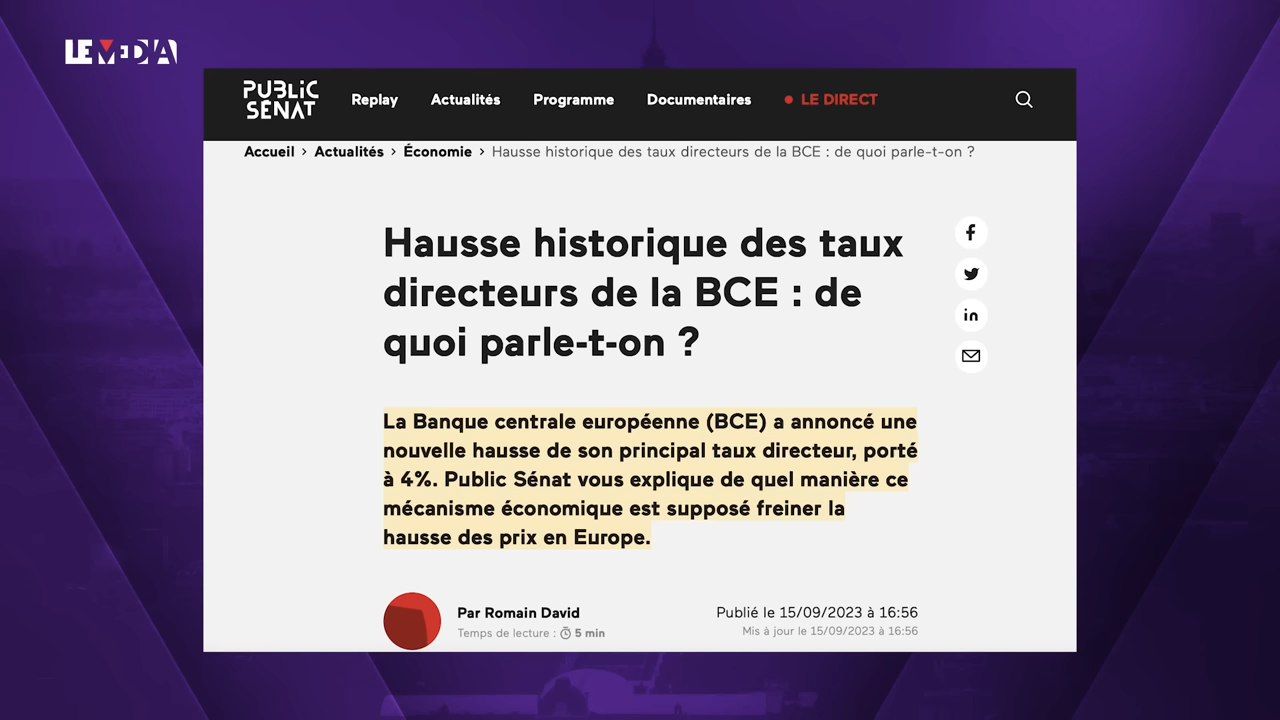 LE MEDIA
PUBLIC
SÉNAT
Replay Actualités Programme Documentaires LE DIRECT
Accueil > Actualités > Économie > Hausse historique des taux directeurs de la BCE : de quoi parle-t-on ?
Hausse historique des taux
directeurs de la BCE : de
quoi parle-t-on ?
La Banque centrale européenne (BCE) a annoncé une
nouvelle hausse de son principal taux directeur, porté
à 4%. Public Sénat vous explique de quel manière ce
mécanisme économique est supposé freiner la
hausse des prix en Europe.
Par Romain David
Publié le 15/09/2023 à 16:56
Temps de lecture : 5 min
Mis à jour le 15/09/2023 à 16:56